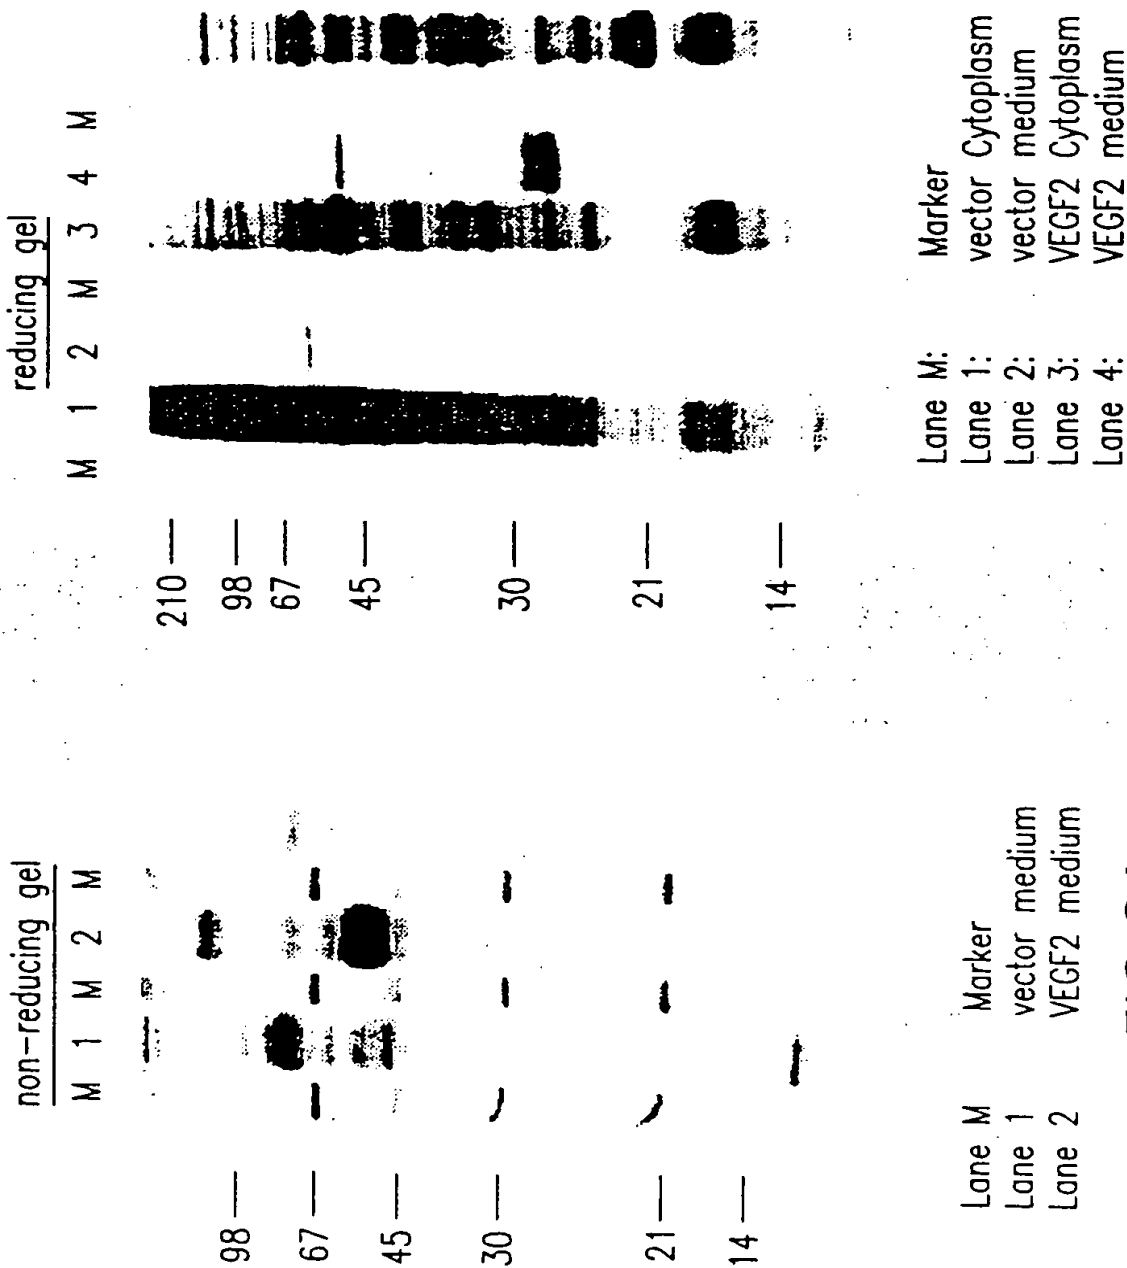 non-reducing gel
M 1 M 2 M
98
67
45
30
21
14
Lane M Marker
Lane 1 vector medium
Lane 2 VEGF2 medium
reducing gel
M 1 2 M 3 4 M
210
98
67
45
30
21
14
Lane M: Marker
Lane 1: vector Cytoplasm
Lane 2: vector medium
Lane 3: VEGF2 Cytoplasm
Lane 4: VEGF2 medium